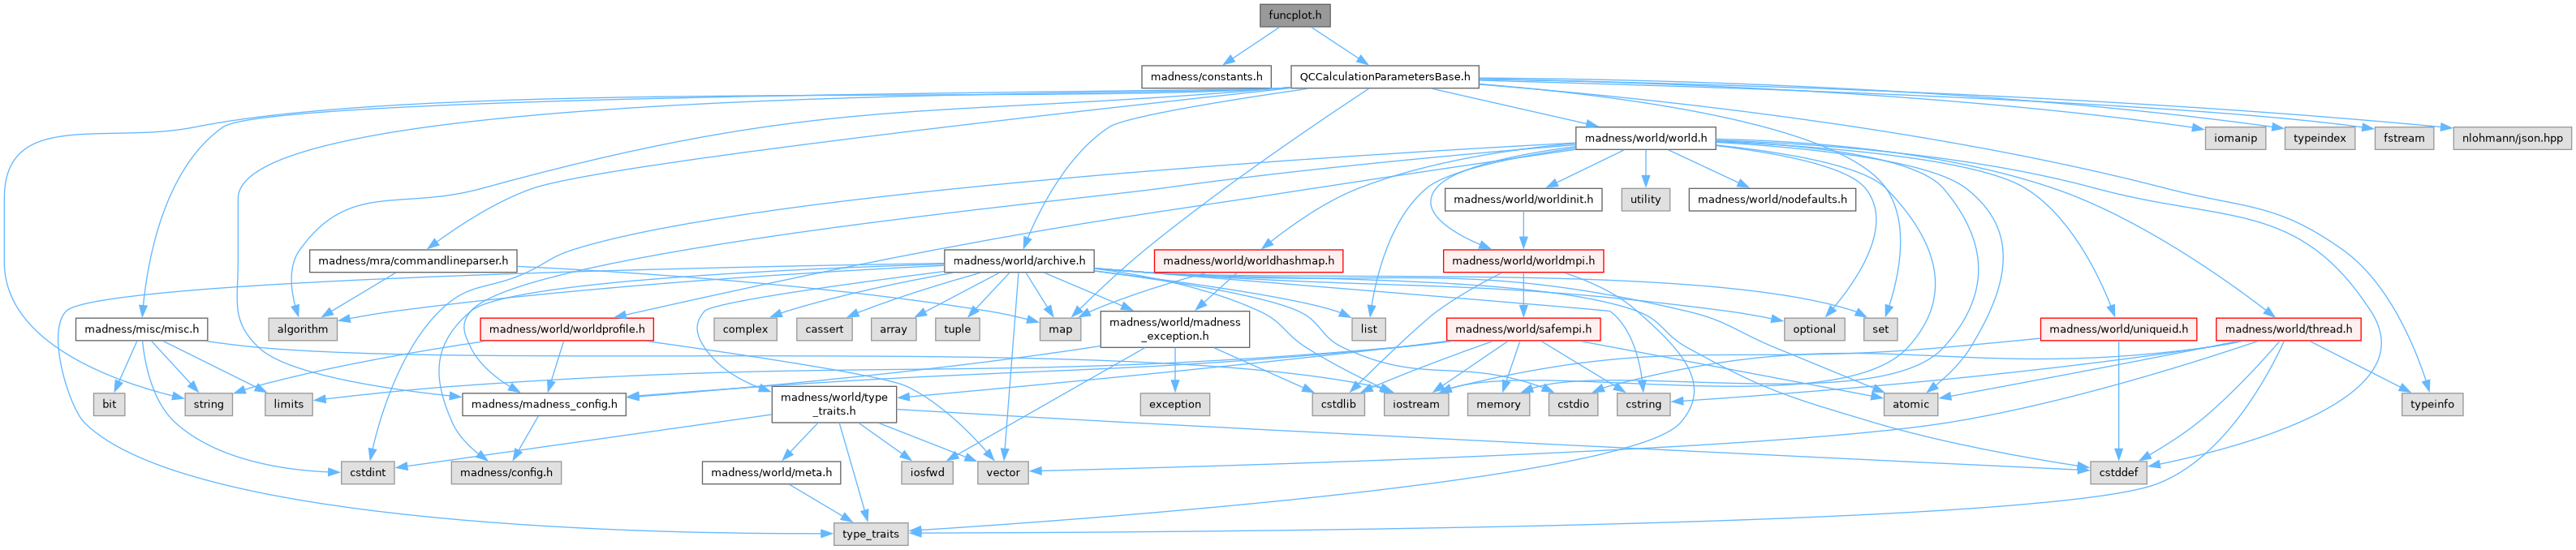 funcplot.h
madness/constants.h
QCCalculationParametersBase.h
madness/world/world.h
iomanip
typeindex
fstream
nlohmann/json.hpp
madness/world/worldinit.h
utility
madness/world/nodefaults.h
madness/mra/commandlineparser.h
madness/world/archive.h
madness/world/worldhashmap.h
madness/world/worldmpi.h
madness/misc/misc.h
algorithm
madness/world/worldprofile.h
complex
cassert
array
tuple
map
madness/world/madness
_exception.h
list
madness/world/safempi.h
optional
set
madness/world/uniqueid.h
madness/world/thread.h
bit
string
limits
madness/madness_config.h
madness/world/type
_traits.h
exception
cstdlib
iostream
memory
cstdio
cstring
atomic
typeinfo
cstdint
madness/config.h
madness/world/meta.h
iosfwd
vector
cstddef
type_traits